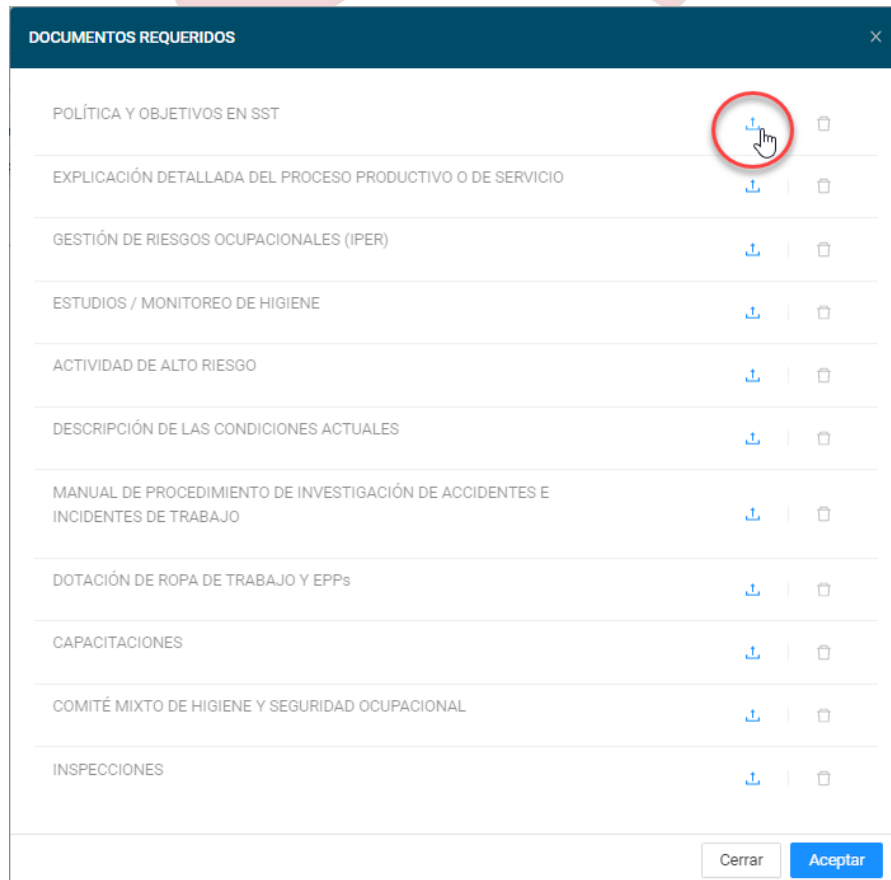 DOCUMENTOS REQUERIDOS
POLÍTICA Y OBJETIVOS EN SST
EXPLICACIÓN DETALLADA DEL PROCESO PRODUCTIVO O DE SERVICIO
GESTIÓN DE RIESGOS OCUPACIONALES (IPER)
ESTUDIOS / MONITOREO DE HIGIENE
ACTIVIDAD DE ALTO RIESGO
DESCRIPCIÓN DE LAS CONDICIONES ACTUALES
MANUAL DE PROCEDIMIENTO DE INVESTIGACIÓN DE ACCIDENTES E
INCIDENTES DE TRABAJO
DOTACIÓN DE ROPA DE TRABAJO Y EPPs
CAPACITACIONES
COMITÉ MIXTO DE HIGIENE Y SEGURIDAD OCUPACIONAL
INSPECCIONES
Cerrar
Aceptar